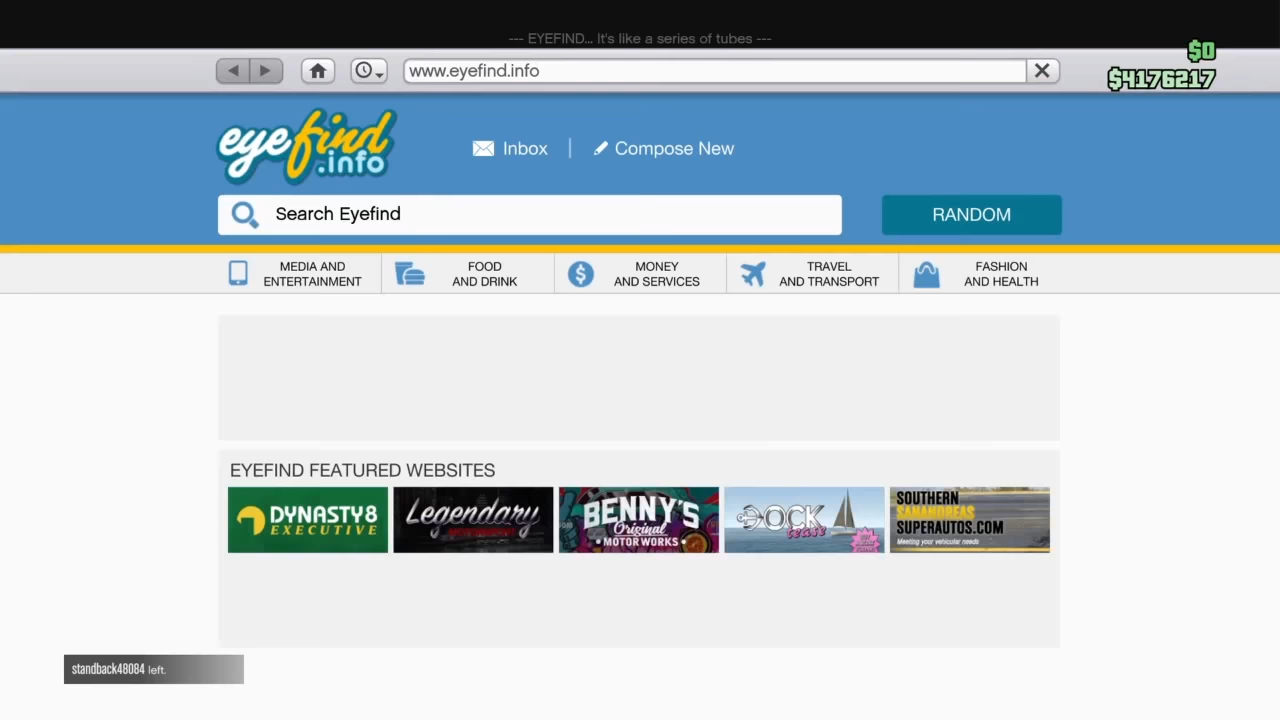 --- EYEFIND... It's like a series of tubes ---
$0
www.eyefind.info
$4176217
eyefind
.info
Inbox
Compose New
Search Eyefind
RANDOM
MEDIA AND
ENTERTAINMENT
FOOD
AND DRINK
MONEY
AND SERVICES
TRAVEL
AND TRANSPORT
FASHION
AND HEALTH
EYEFIND FEATURED WEBSITES
DYNASTY8
EXECUTIVE
Legendary
BENNY'S
Original
MOTORWORKS
DOCK
tease
SOUTHERN
SANANDREAS
SUPERAUTOS.COM
Meeting your vehicular needs
standback48084 left.